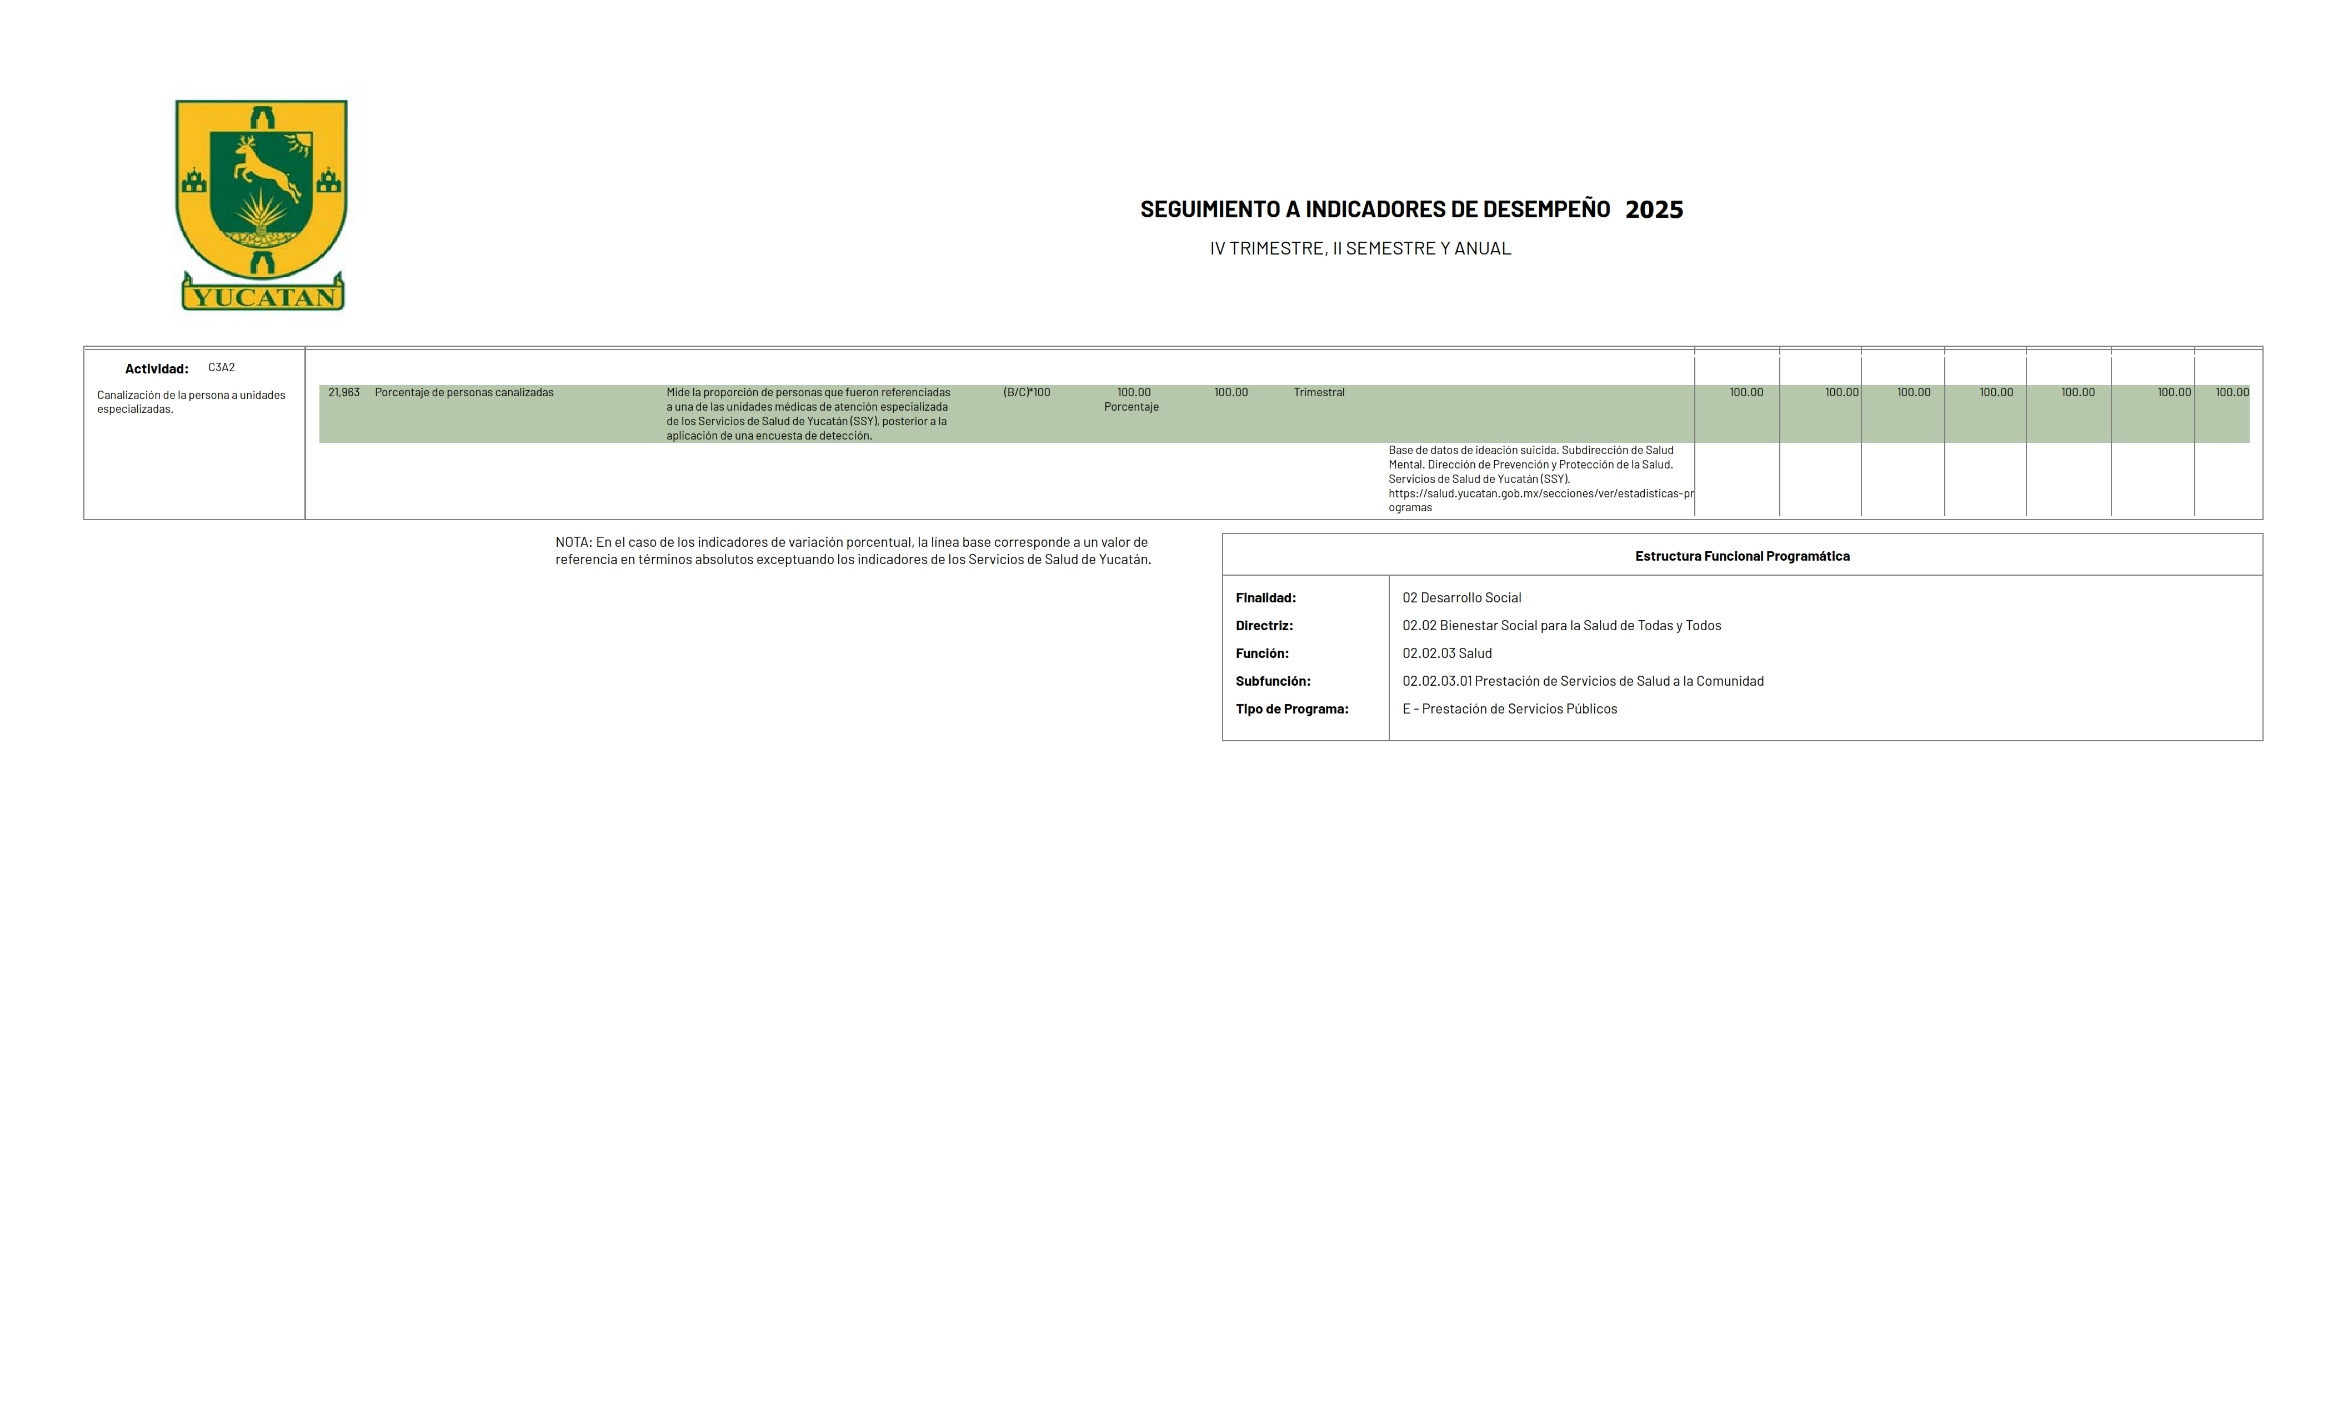 YUCATAN
SEGUIMIENTO A INDICADORES DE DESEMPEÑO 2025
IV TRIMESTRE, II SEMESTRE Y ANUAL
Actividad: C3A2
Canalización de la persona a unidades
especializadas.
21,963 Porcentaje de personas canalizadas Mide la proporción de personas que fueron referenciadas (B/C)*100 100.00 100.00 Trimestral 100.00 100.00 100.00 100.00 100.00 100.00 100.00
a una de las unidades médicas de atención especializada Porcentaje
de los Servicios de Salud de Yucatán (SSY), posterior a la
aplicación de una encuesta de detección.
Base de datos de ideación suicida. Subdirección de Salud
Mental. Dirección de Prevención y Protección de la Salud.
Servicios de Salud de Yucatán (SSY).
https://salud.yucatan.gob.mx/secciones/ver/estadisticas-pr
ogramas
NOTA: En el caso de los indicadores de variación porcentual, la línea base corresponde a un valor de
referencia en términos absolutos exceptuando los indicadores de los Servicios de Salud de Yucatán.
Estructura Funcional Programática
Finalidad: 02 Desarrollo Social
Directriz: 02.02 Bienestar Social para la Salud de Todas y Todos
Función: 02.02.03 Salud
Subfunción: 02.02.03.01 Prestación de Servicios de Salud a la Comunidad
Tipo de Programa: E - Prestación de Servicios Públicos